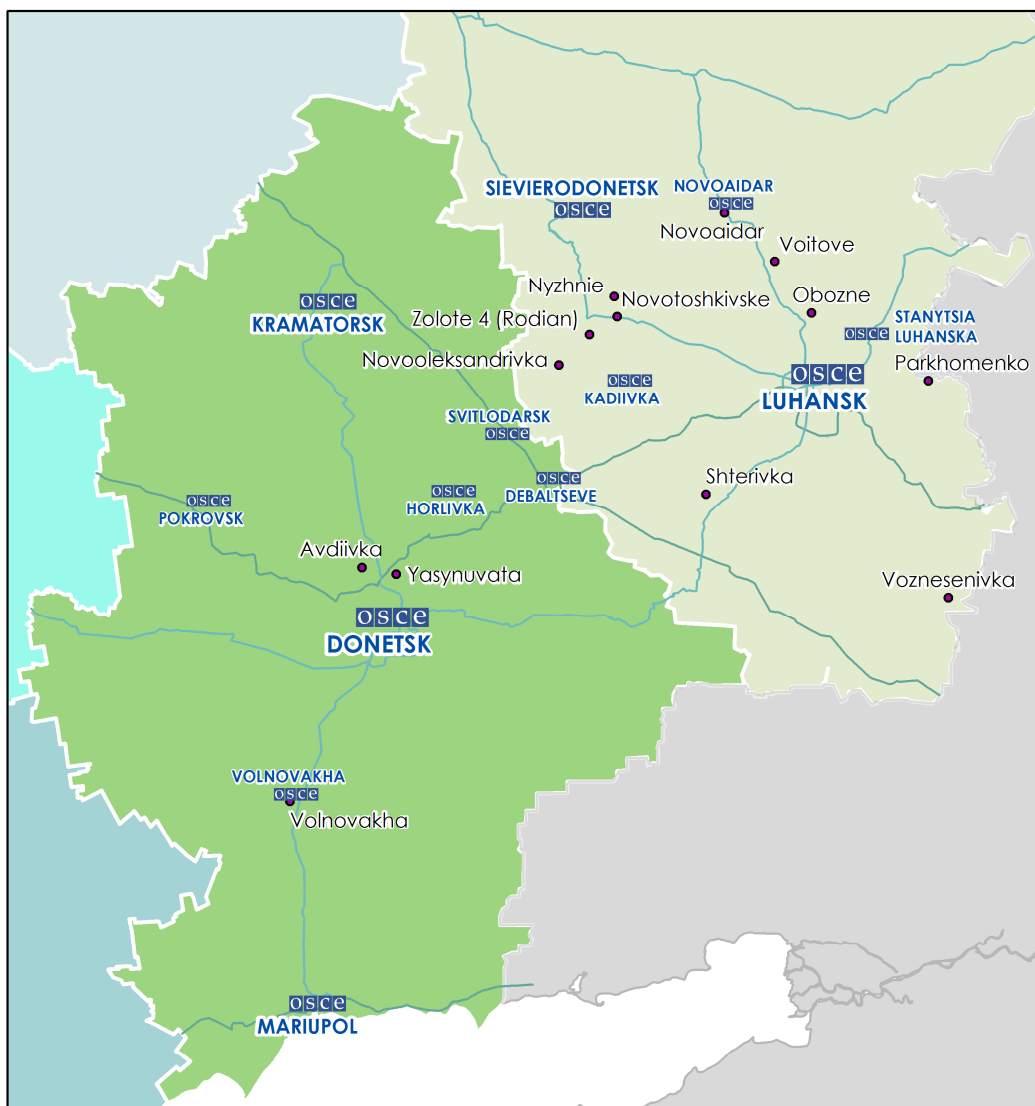 SIEVIERODONETSK
osce
NOVOAIDAR
osce
Novoaidar
Voitove
Nyzhnie
Novotoshkivske
Obozne
osce
KRAMATORSK
Zolote 4 (Rodian)
osce
STANYTSIA
LUHANSKA
Novooleksandrivka
Parkhomenko
osce
KADIIVKA
osce
LUHANSK
SVITLODARSK
osce
Shterivka
osce
DEBALTSEVE
osce
HORLIVKA
osce
POKROVSK
Avdiivka
Yasynuvata
Voznesenivka
osce
DONETSK
VOLNOVAKHA
osce
Volnovakha
osce
MARIUPOL